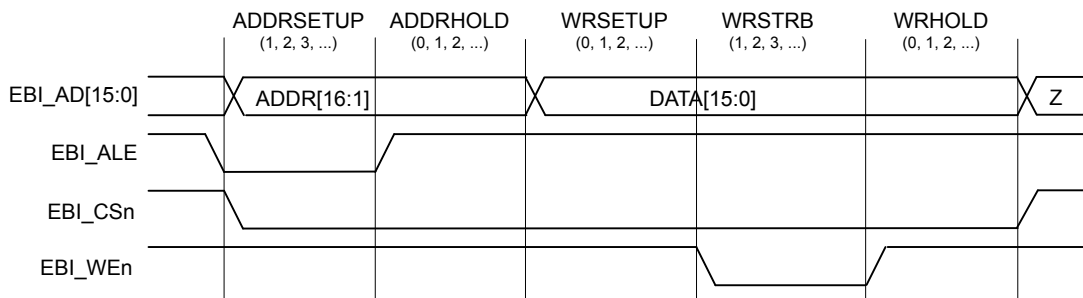 ADDRSETUP ADDRHOLD WRSETUP WRSTRB WRHOLD
(1, 2, 3, ...) (0, 1, 2, ...) (0, 1, 2, ...) (1, 2, 3, ...) (0, 1, 2, ...)
EBI_AD[15:0] ADDR[16:1] DATA[15:0] Z
EBI_ALE
EBI_CSn
EBI_WEn